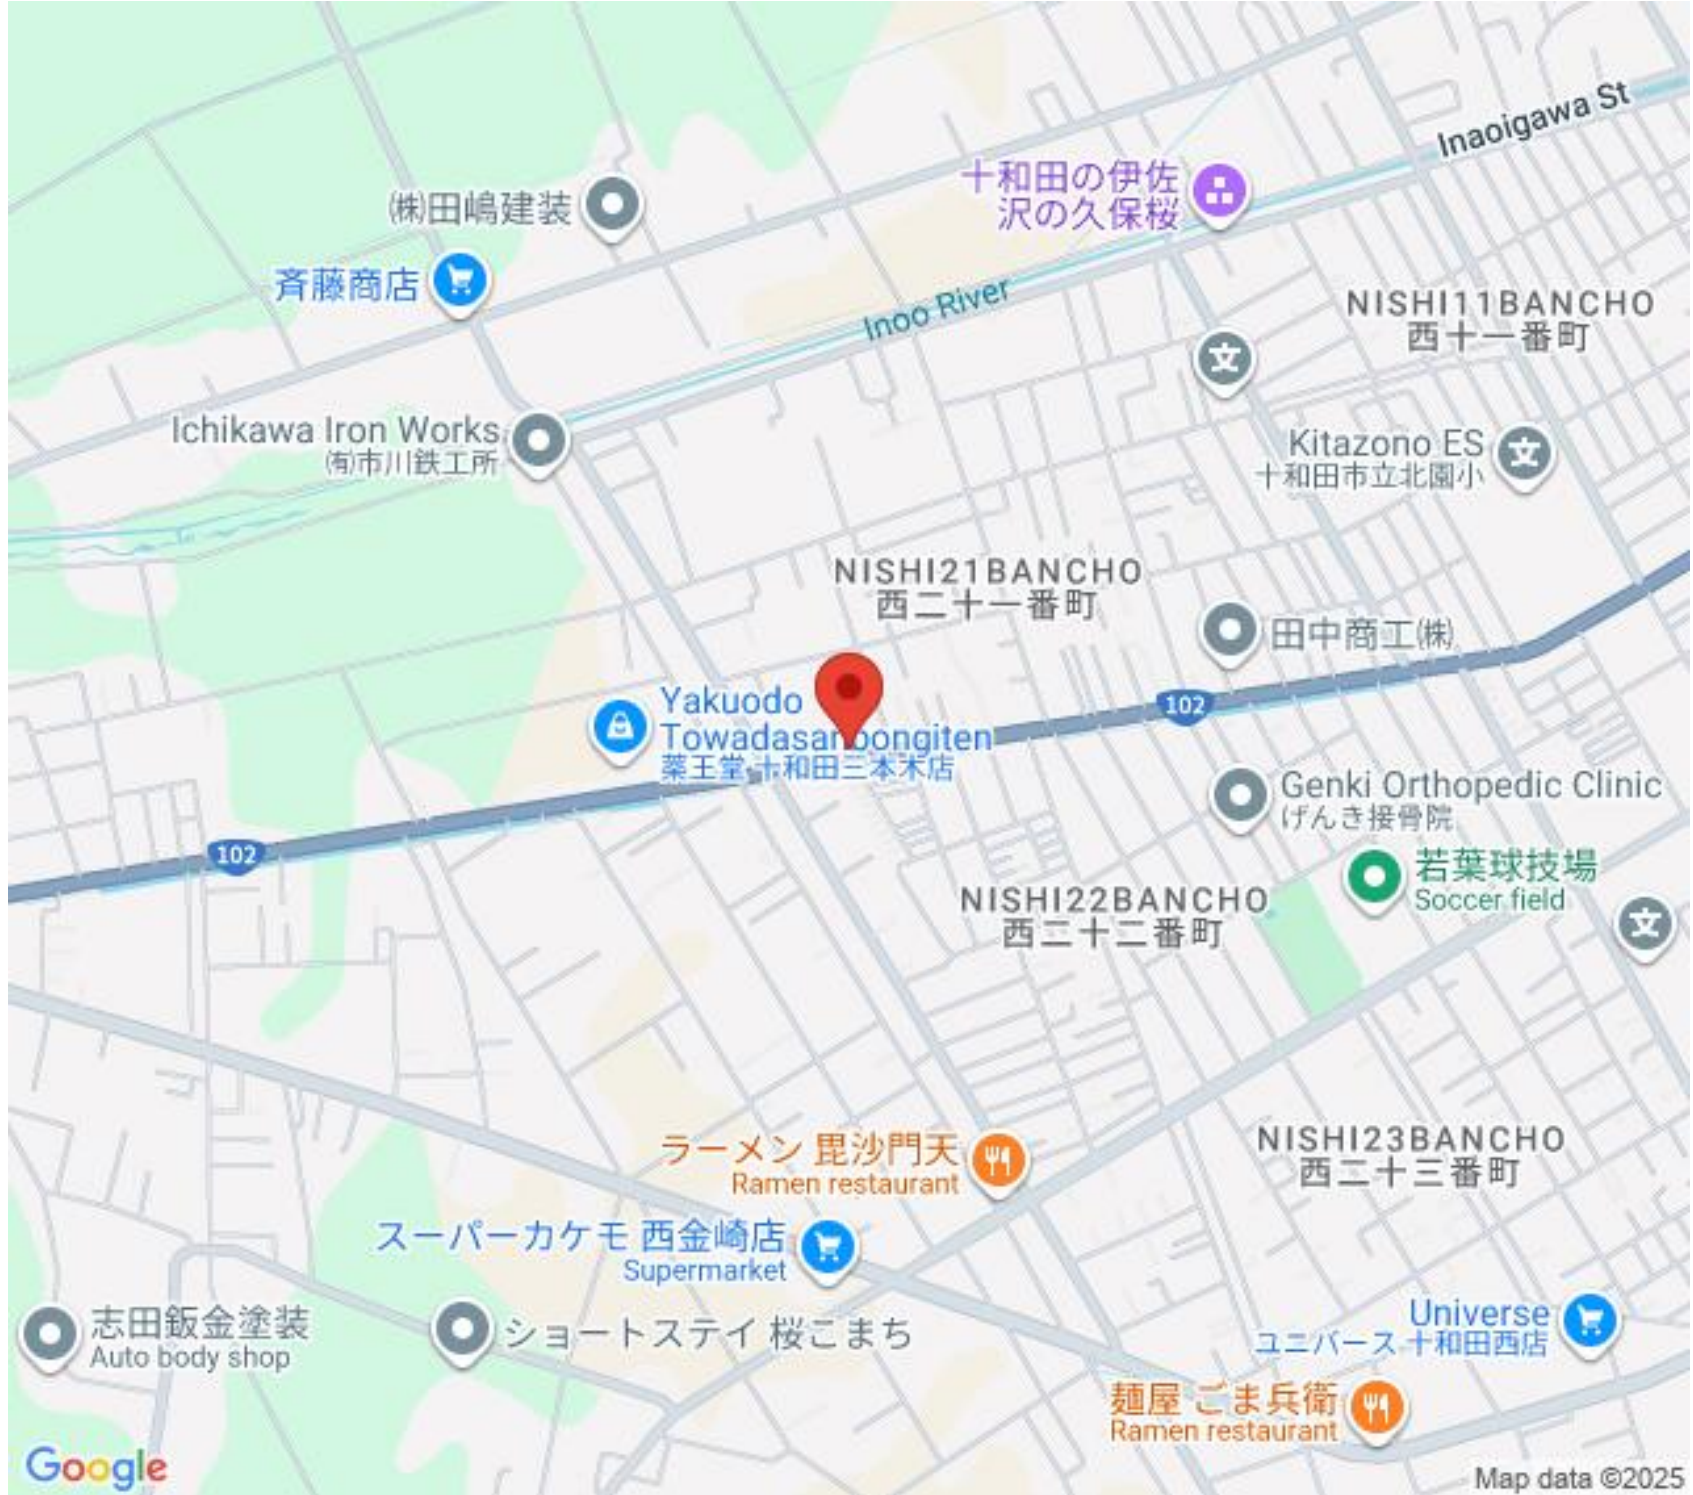 Inaoigawa St
十和田の伊佐
沢の久保桜
㈱田嶋建装
斉藤商店
Inoo River
NISHI11BANCHO
西十一番町
文
Ichikawa Iron Works
㈲市川鉄工所
Kitazono ES
十和田市立北園小
文
NISHI21BANCHO
西二十一番町
田中商工㈱
Yakuodo
Towadasanbongiten
薬王堂 十和田三本木店
102
Genki Orthopedic Clinic
げんき接骨院
102
若葉球技場
Soccer field
文
NISHI22BANCHO
西二十二番町
NISHI23BANCHO
西二十三番町
ラーメン 毘沙門天
Ramen restaurant
スーパーカケモ 西金崎店
Supermarket
志田鈑金塗装
Auto body shop
ショートステイ 桜こまち
Universe
ユニバース 十和田西店
麺屋 ごま兵衛
Ramen restaurant
Google
Map data ©2025